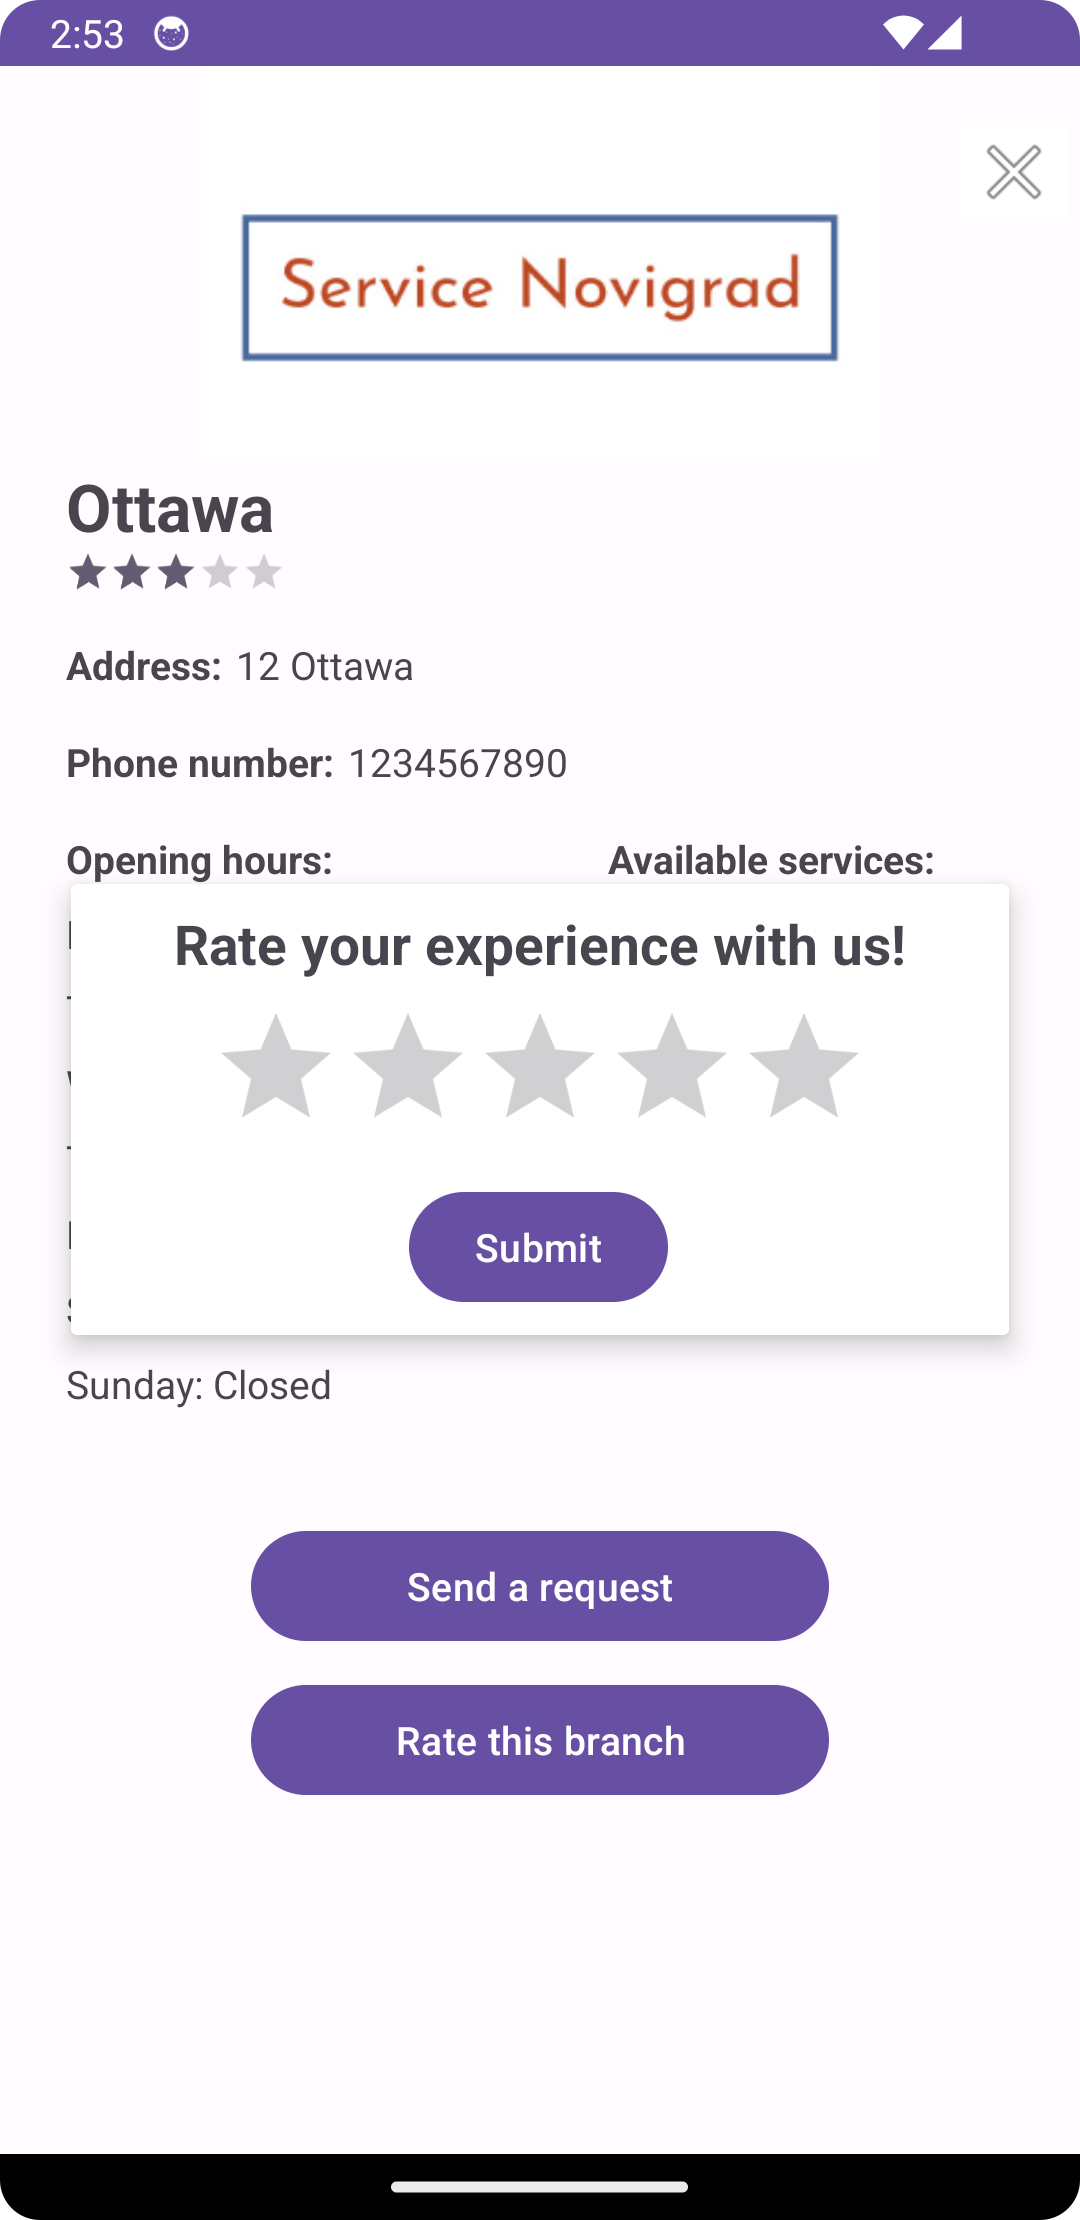 2:53
Service Novigrad
Ottawa
Address: 12 Ottawa
Phone number: 1234567890
Opening hours: Available services:
Rate your experience with us!
Submit
Sunday: Closed
Send a request
Rate this branch